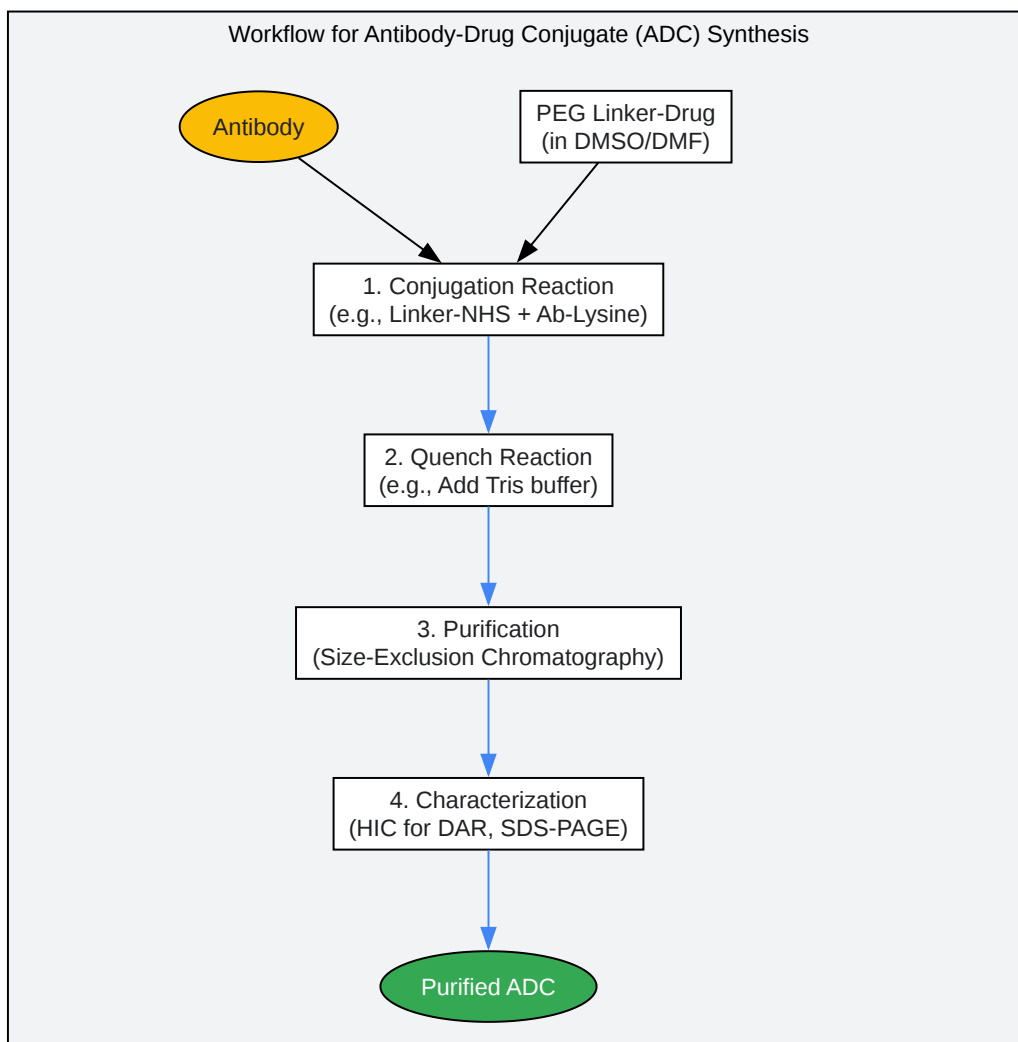 Workflow for Antibody-Drug Conjugate (ADC) Synthesis
Antibody
PEG Linker-Drug
(in DMSO/DMF)
1. Conjugation Reaction
(e.g., Linker-NHS + Ab-Lysine)
2. Quench Reaction
(e.g., Add Tris buffer)
3. Purification
(Size-Exclusion Chromatography)
4. Characterization
(HIC for DAR, SDS-PAGE)
Purified ADC